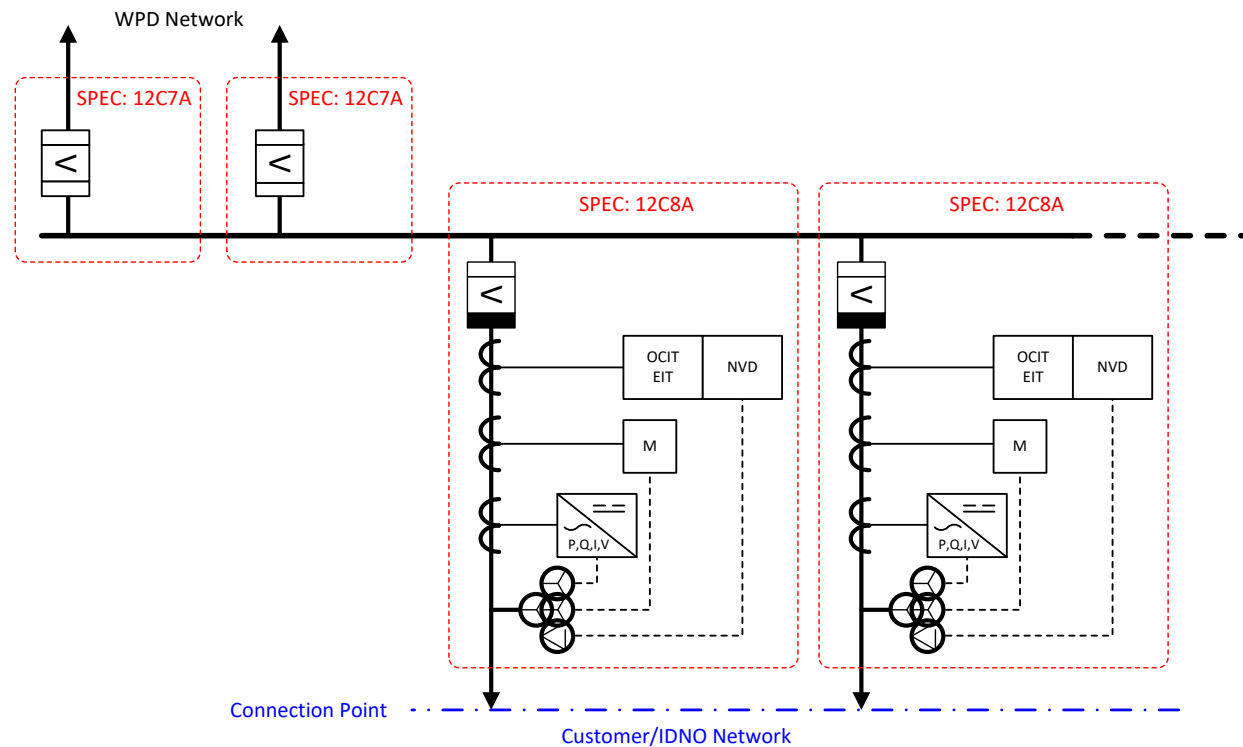 WPD Network
SPEC: 12C7A
SPEC: 12C7A
SPEC: 12C8A
SPEC: 12C8A
V
V
V
V
OCIT
EIT
NVD
OCIT
EIT
NVD
M
M
P,Q,I,V
P,Q,I,V
Connection Point
Customer/IDNO Network